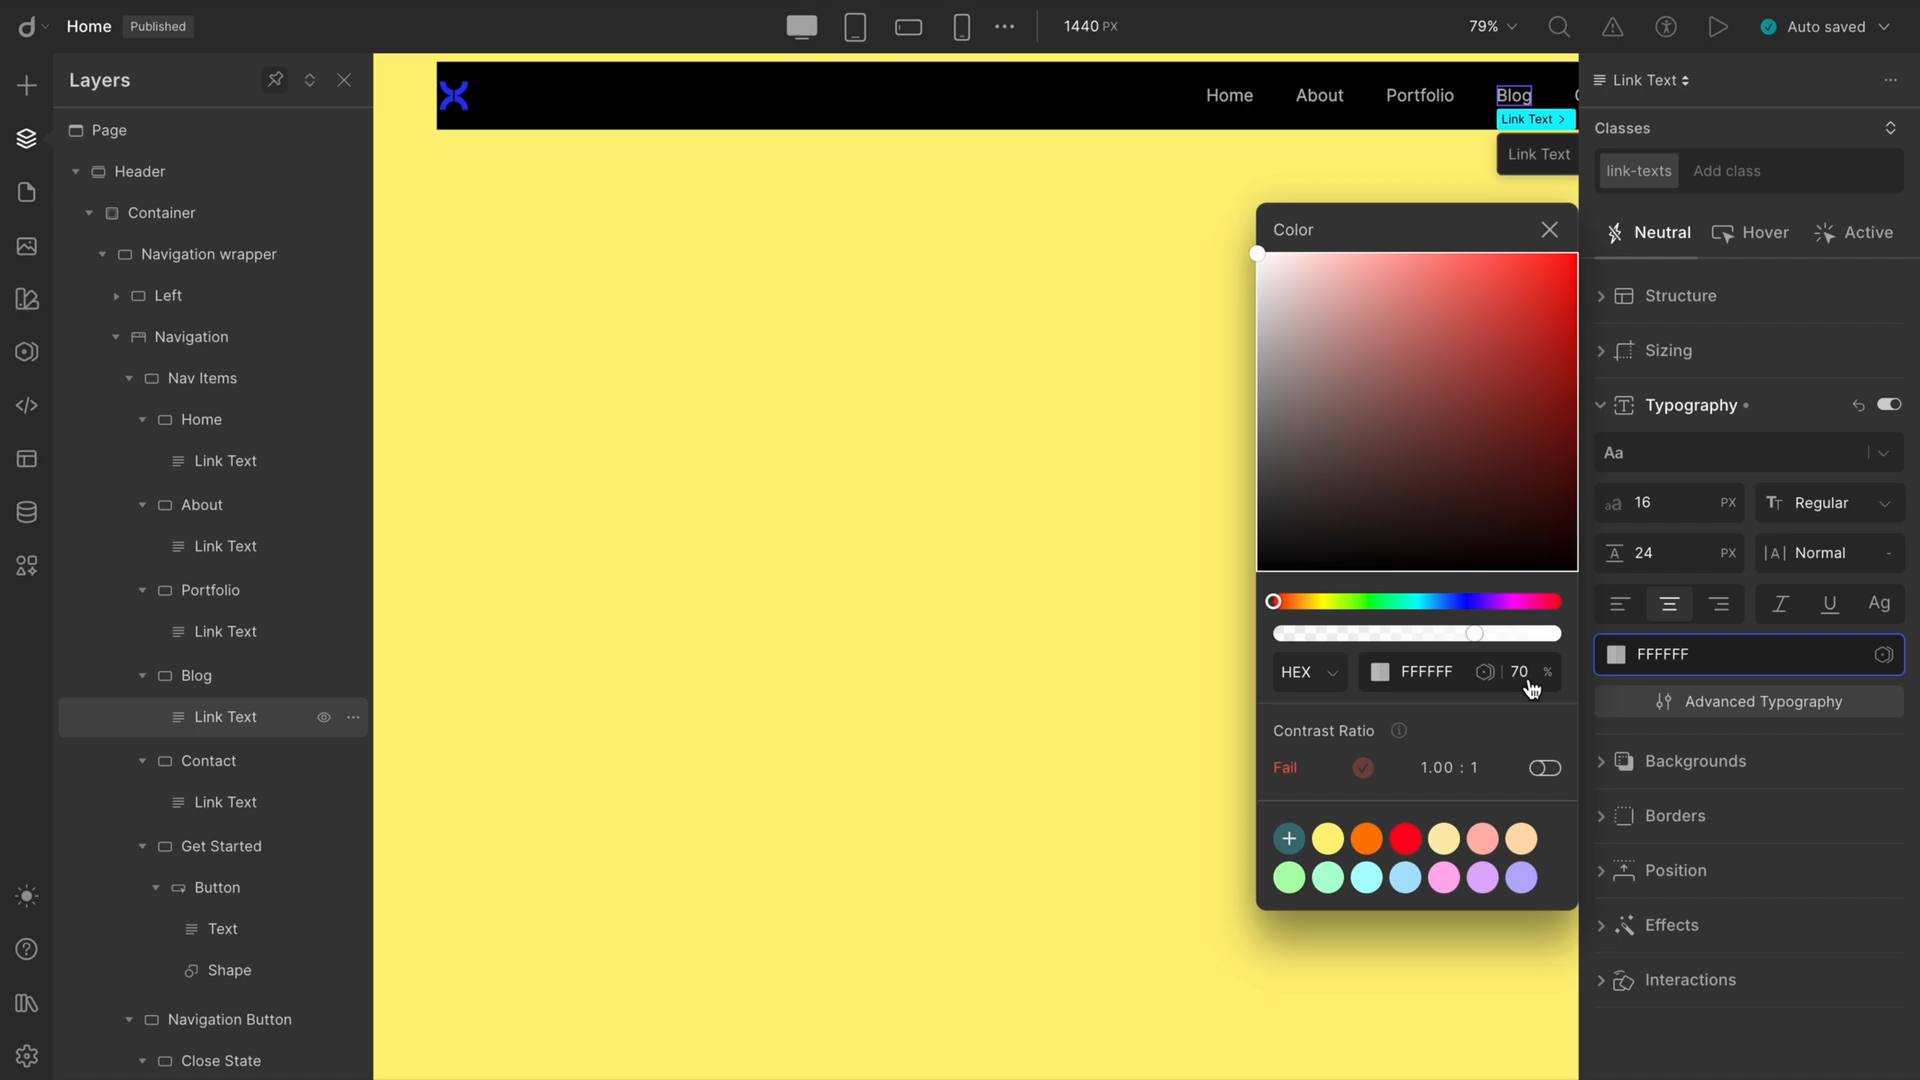 Home Published
1440 PX
79%
Auto saved
Layers
Page
Header
Container
Navigation wrapper
Left
Navigation
Nav Items
Home
Link Text
About
Link Text
Portfolio
Link Text
Blog
Link Text
Contact
Link Text
Get Started
Button
Text
Shape
Navigation Button
Close State
Home About Portfolio Blog
Link Text
Link Text
Color
HEX FFFFFF 70 %
Contrast Ratio
Fail 1.00 : 1
Link Text
Classes
link-texts Add class
Neutral Hover Active
Structure
Sizing
Typography
Aa
aa 16 PX Regular
A 24 PX |A| Normal -
I U Ag
FFFFFF
Advanced Typography
Backgrounds
Borders
Position
Effects
Interactions